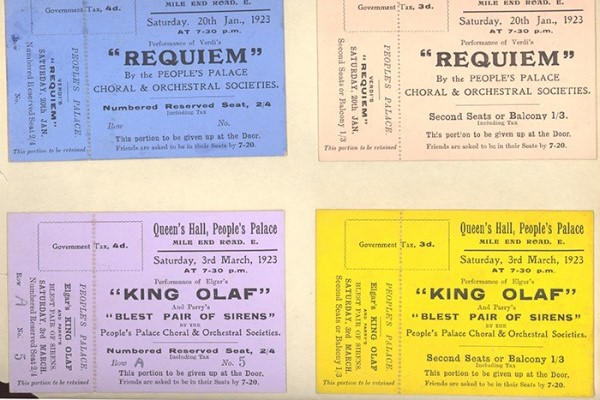 Government Tax, 4d.
MILE END ROAD, E.
Saturday, 20th Jan., 1923
AT 7-30 p.m.
Performance of Verdi's
"REQUIEM"
By the PEOPLE'S PALACE
CHORAL & ORCHESTRAL SOCIETIES.
Numbered Reserved Seat, 2/4
Including Tax
Row No.
This portion to be given up at the Door.
Friends are asked to be in their Seats by 7-20.
PEOPLE'S PALACE.
VERDI'S
"REQUIEM"
SATURDAY, 20th JAN.
Numbered Reserved Seat 2/4
No.
This portion to be retained
Government Tax, 3d.
MILE END ROAD, E.
Saturday, 20th Jan., 1923
AT 7-30 p.m.
Performance of Verdi's
"REQUIEM"
By the PEOPLE'S PALACE
CHORAL & ORCHESTRAL SOCIETIES.
Second Seats or Balcony 1/3.
Including Tax
This portion to be given up at the Door.
Friends are asked to be in their Seats by 7-20.
PEOPLE'S PALACE.
VERDI'S
"REQUIEM"
SATURDAY, 20th JAN.
Second Seats or Balcony 1/3
This portion to be retained
Government Tax, 4d.
Queen's Hall, People's Palace
MILE END ROAD, E.
Saturday, 3rd March, 1923
AT 7-30 p.m.
Performance of Elgar's
"KING OLAF"
And Parry's
"BLEST PAIR OF SIRENS"
BY THE
People's Palace Choral & Orchestral Societies.
Numbered Reserved Seat, 2/4
Including Tax
Row A No. 5
This portion to be given up at the Door.
Friends are asked to be in their Seats by 7-20.
PEOPLE'S PALACE.
Elgar's KING OLAF
AND PARRY'S
BLEST PAIR OF SIRENS.
SATURDAY, 3rd MARCH.
Numbered Reserved Seat 2/4
Row A No. 5
This portion to be retained
Government Tax, 3d.
Queen's Hall, People's Palace
MILE END ROAD, E.
Saturday, 3rd March, 1923
AT 7-30 p.m.
Performance of Elgar's
"KING OLAF"
And Parry's
"BLEST PAIR OF SIRENS"
BY THE
People's Palace Choral & Orchestral Societies.
Second Seats or Balcony 1/3
Including Tax
This portion to be given up at the Door.
Friends are asked to be in their Seats by 7-20.
PEOPLE'S PALACE.
Elgar's KING OLAF
AND PARRY'S
BLEST PAIR OF SIRENS.
SATURDAY, 3rd MARCH
Second Seats or Balcony 1/3
This portion to be retained